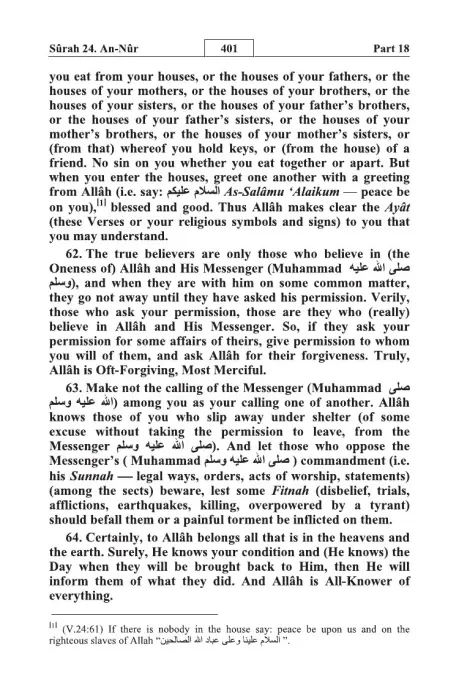 Sûrah 24. An-Nûr 401 Part 18
you eat from your houses, or the houses of your fathers, or the
houses of your mothers, or the houses of your brothers, or the
houses of your sisters, or the houses of your father's brothers,
or the houses of your father's sisters, or the houses of your
mother's brothers, or the houses of your mother's sisters, or
(from that) whereof you hold keys, or (from the house) of a
friend. No sin on you whether you eat together or apart. But
when you enter the houses, greet one another with a greeting
from Allâh (i.e. say: السلام عليكم As-Salâmu ‘Alaikum — peace be
on you),[1] blessed and good. Thus Allâh makes clear the Ayât
(these Verses or your religious symbols and signs) to you that
you may understand.
62. The true believers are only those who believe in (the
Oneness of) Allâh and His Messenger (Muhammad صلى الله عليه
وسلم), and when they are with him on some common matter,
they go not away until they have asked his permission. Verily,
those who ask your permission, those are they who (really)
believe in Allâh and His Messenger. So, if they ask your
permission for some affairs of theirs, give permission to whom
you will of them, and ask Allâh for their forgiveness. Truly,
Allâh is Oft-Forgiving, Most Merciful.
63. Make not the calling of the Messenger (Muhammad صلى
الله عليه وسلم) among you as your calling one of another. Allâh
knows those of you who slip away under shelter (of some
excuse without taking the permission to leave, from the
Messenger صلى الله عليه وسلم). And let those who oppose the
Messenger's ( Muhammad صلى الله عليه وسلم ) commandment (i.e.
his Sunnah — legal ways, orders, acts of worship, statements)
(among the sects) beware, lest some Fitnah (disbelief, trials,
afflictions, earthquakes, killing, overpowered by a tyrant)
should befall them or a painful torment be inflicted on them.
64. Certainly, to Allâh belongs all that is in the heavens and
the earth. Surely, He knows your condition and (He knows) the
Day when they will be brought back to Him, then He will
inform them of what they did. And Allâh is All-Knower of
everything.
[1] (V.24:61) If there is nobody in the house say: peace be upon us and on the
righteous slaves of Allah “السلام علينا وعلى عباد الله الصالحين ”.